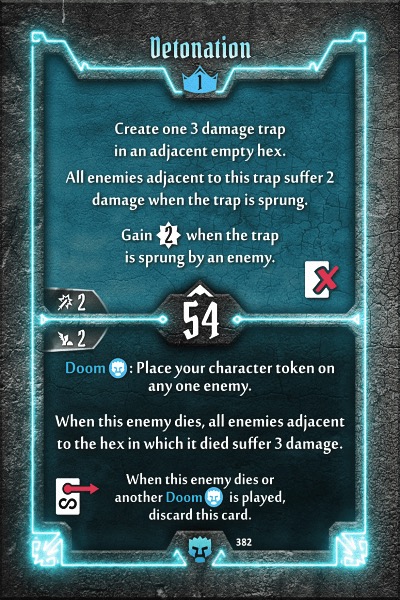 Detonation
1
Create one 3 damage trap
in an adjacent empty hex.
All enemies adjacent to this trap suffer 2
damage when the trap is sprung.
Gain 2 when the trap
is sprung by an enemy.
X
2
54
2
Doom : Place your character token on
any one enemy.
When this enemy dies, all enemies adjacent
to the hex in which it died suffer 3 damage.
S
When this enemy dies or
another Doom is played,
discard this card.
382